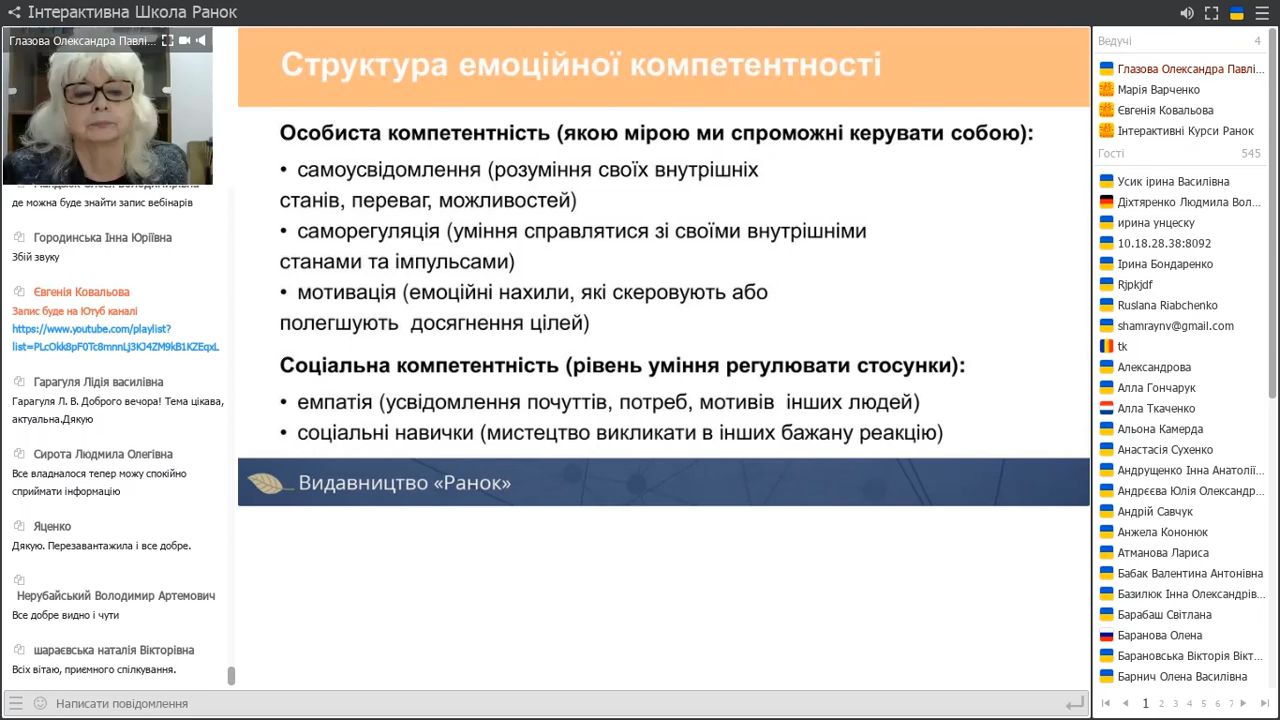 Інтерактивна Школа Ранок
Глазова Олександра Павлі...
де можна буде знайти запис вебінарів
Городинська Інна Юріївна
Збій звуку
Євгенія Ковальова
Запис буде на Ютуб каналі
https://www.youtube.com/playlist?
list=PLcOkk8pF0Tc8mnnLj3KJ4ZM9kB1KZEqxL
Гарагуля Лідія василівна
Гарагуля Л. В. Доброго вечора! Тема цікава,
актуальна.Дякую
Сирота Людмила Олегівна
Все владналося тепер можу спокійно
сприймати інформацію
Яценко
Дякую. Перезавантажила і все добре.
Нерубайський Володимир Артемович
Все добре видно і чути
шараєвська наталія Вікторівна
Всіх вітаю, приємного спілкування.
Написати повідомлення
Структура емоційної компетентності
Особиста компетентність (якою мірою ми спроможні керувати собою):
• самоусвідомлення (розуміння своїх внутрішніх
станів, переваг, можливостей)
• саморегуляція (уміння справлятися зі своїми внутрішніми
станами та імпульсами)
• мотивація (емоційні нахили, які скеровують або
полегшують досягнення цілей)
Соціальна компетентність (рівень уміння регулювати стосунки):
• емпатія (усвідомлення почуттів, потреб, мотивів інших людей)
• соціальні навички (мистецтво викликати в інших бажану реакцію)
Видавництво «Ранок»
Ведучі 4
Глазова Олександра Павлі...
Марія Варченко
Євгенія Ковальова
Інтерактивні Курси Ранок
Гості 545
Усик ірина Василівна
Діхтяренко Людмила Вол...
ирина унцеску
10.18.28.38:8092
Ірина Бондаренко
Rjpkjdf
Ruslana Riabchenko
shamraynv@gmail.com
tk
Александрова
Алла Гончарук
Алла Ткаченко
Альона Камерда
Анастасія Сухенко
Андрущенко Інна Анатолії...
Андрєєва Юлія Олександр...
Андрій Савчук
Анжела Кононюк
Атманова Лариса
Бабак Валентина Антонівна
Базилюк Інна Олександрів...
Барабаш Світлана
Баранова Олена
Барановська Вікторія Вікт...
Барнич Олена Василівна
1 2 3 4 5 6 7